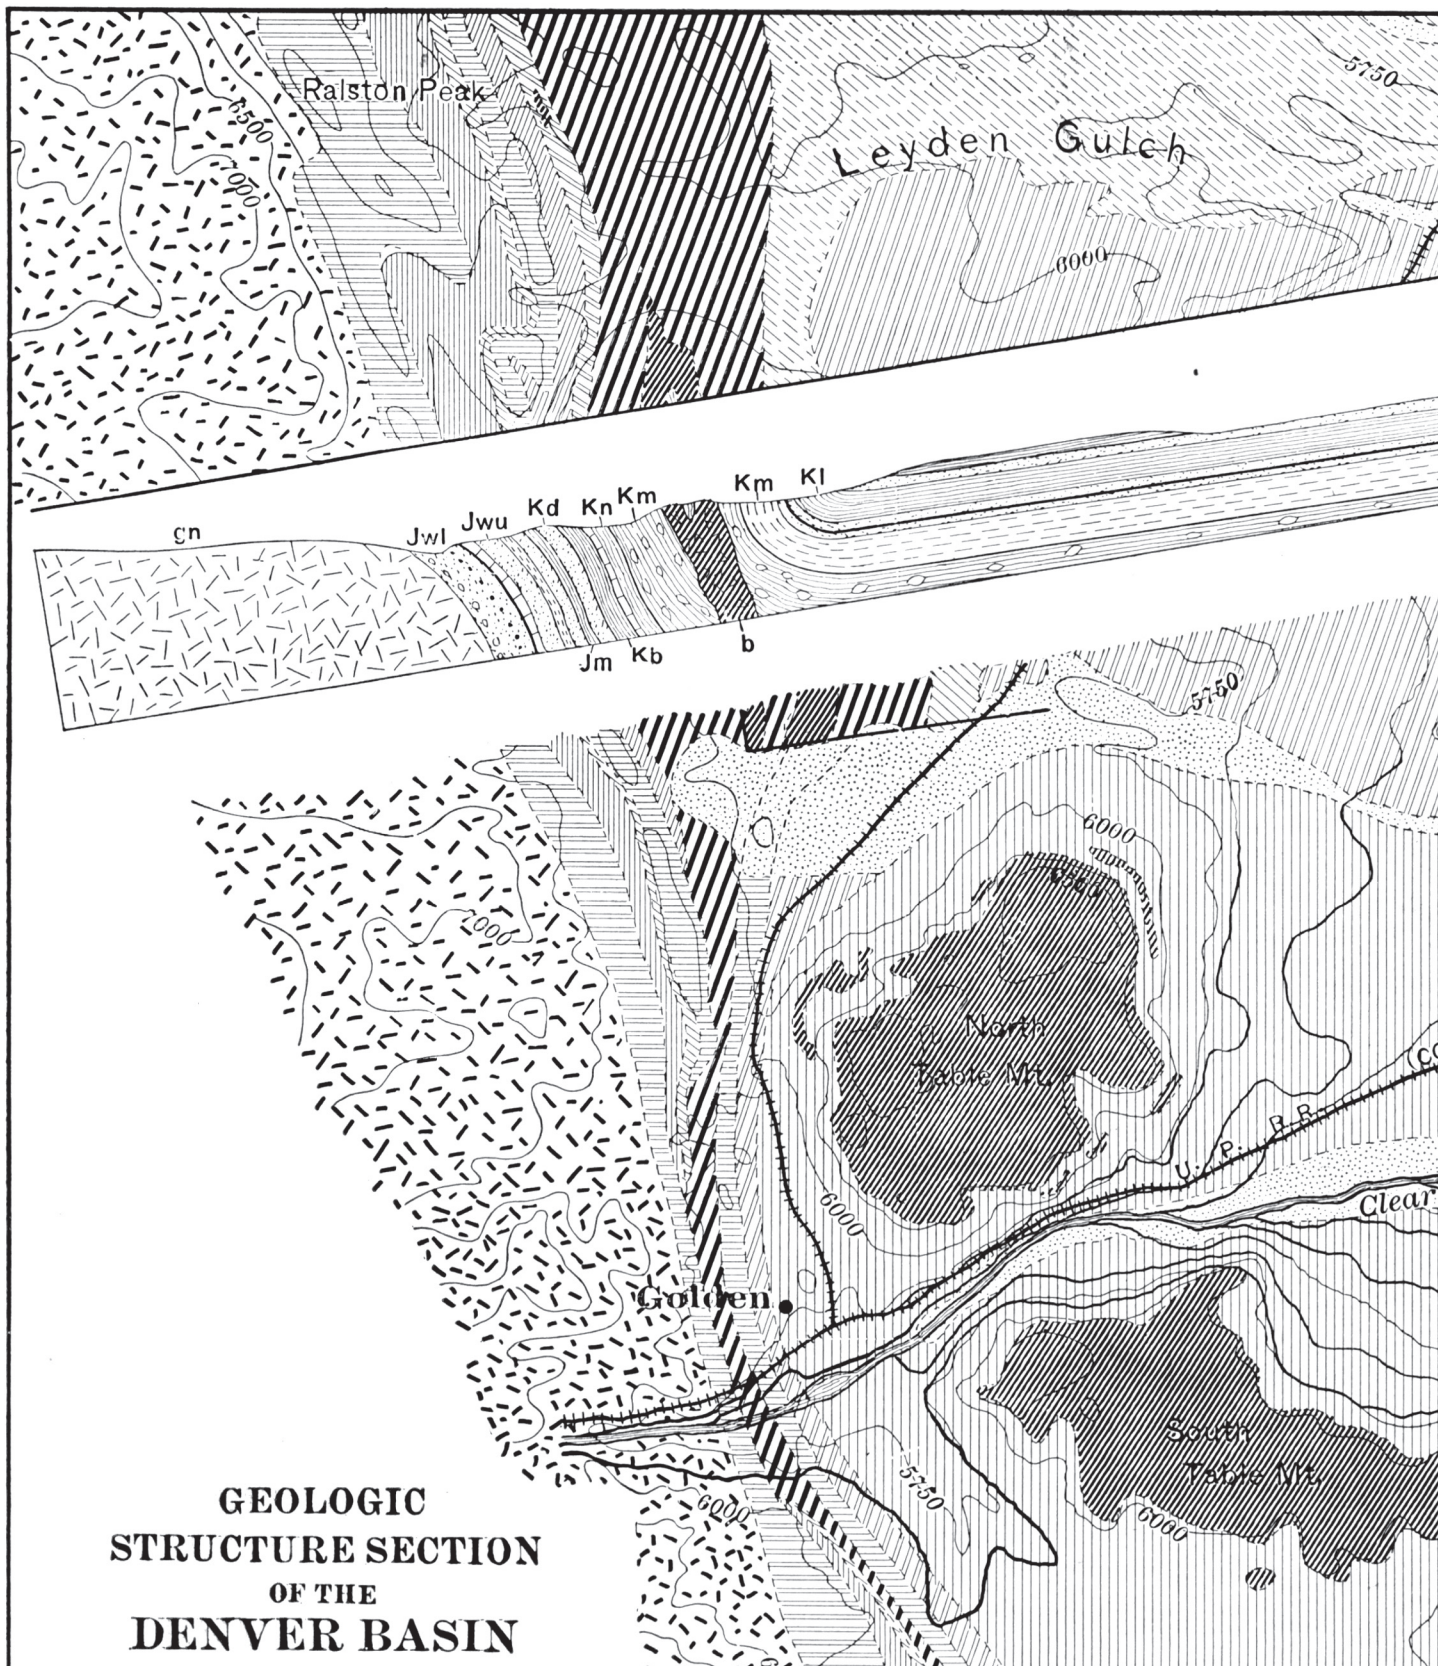 Ralston Peak
5750
Leyden Gulch
6500
7000
6000
gn
Jwl
Jwu
Kd
Kn
Km
Km
Kl
Jm
Kb
b
5750
6000
7000
North
Table Mt.
U. P. R. R.
6000
Clear
Golden
South
Table Mt.
5750
6000
6000
GEOLOGIC
STRUCTURE SECTION
OF THE
DENVER BASIN